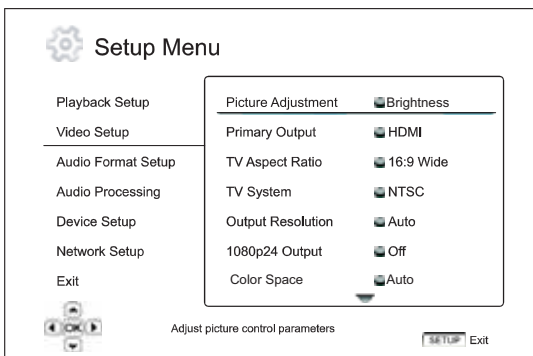 Setup Menu
Playback Setup
Video Setup
Audio Format Setup
Audio Processing
Device Setup
Network Setup
Exit
Picture Adjustment Brightness
Primary Output HDMI
TV Aspect Ratio 16:9 Wide
TV System NTSC
Output Resolution Auto
1080p24 Output Off
Color Space Auto
OK
Adjust picture control parameters
SETUP Exit